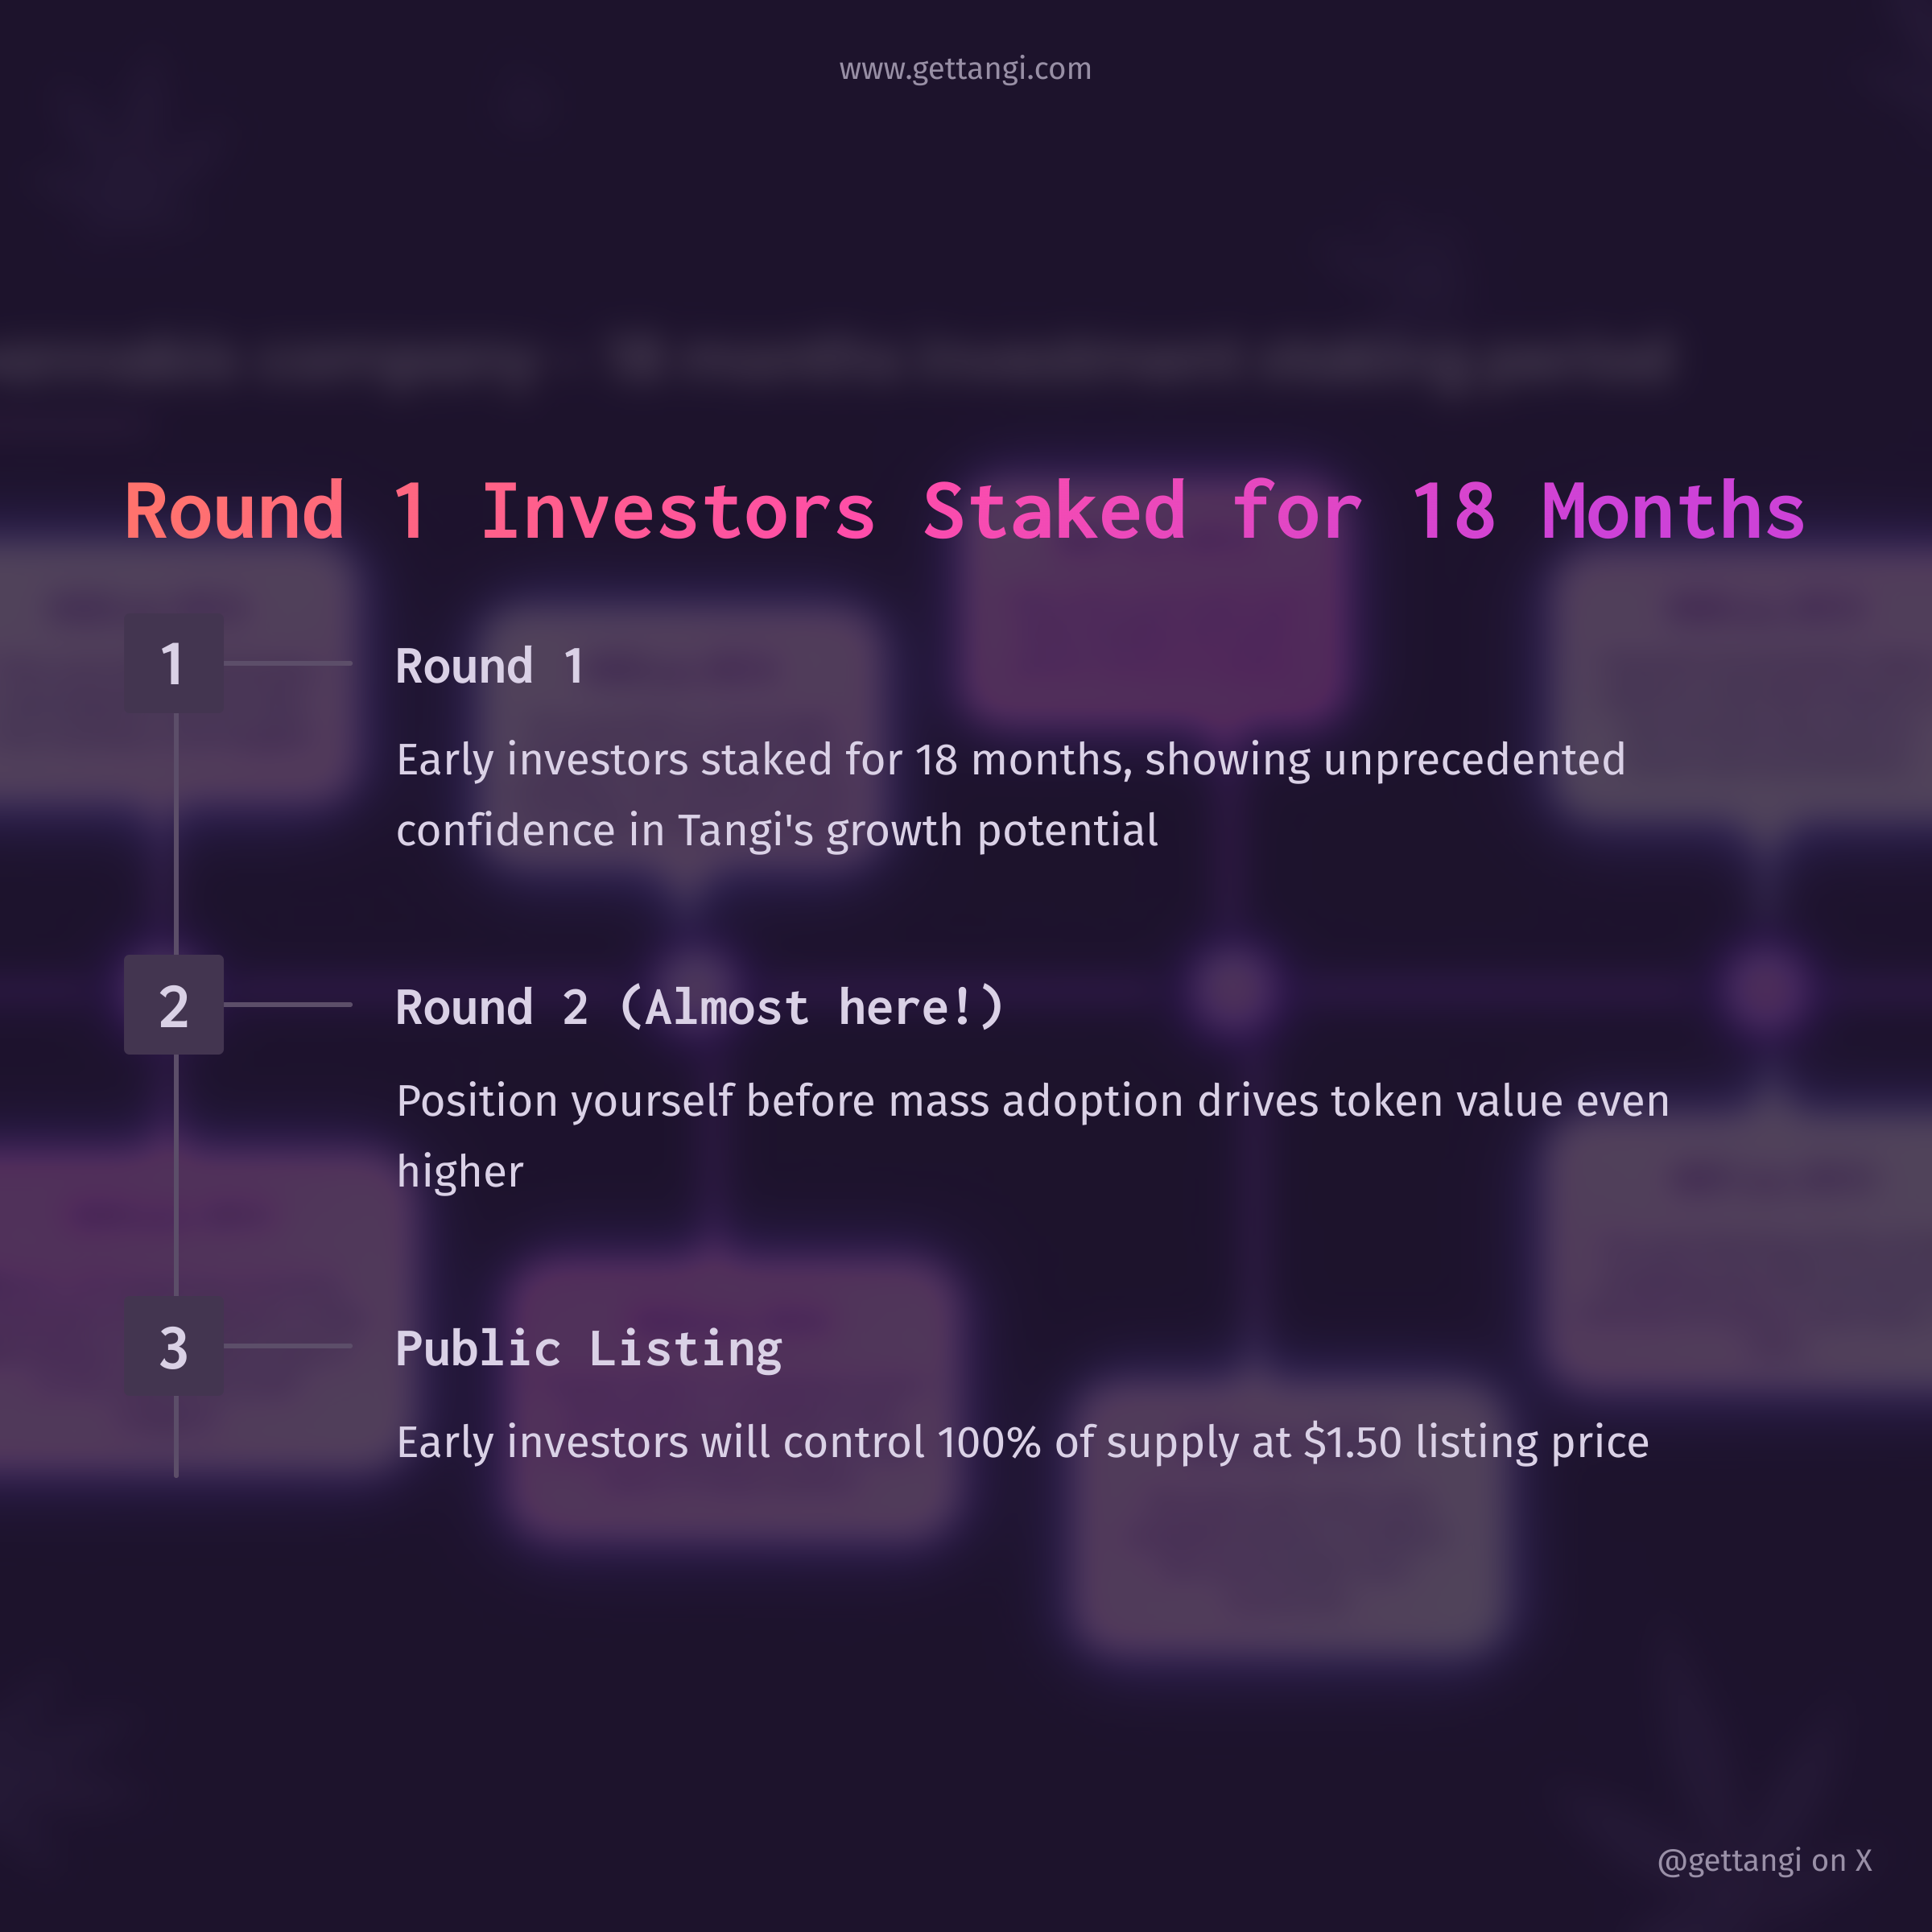 www.gettangi.com
Round 1 Investors Staked for 18 Months
1
Round 1
Early investors staked for 18 months, showing unprecedented
confidence in Tangi's growth potential
2
Round 2 (Almost here!)
Position yourself before mass adoption drives token value even
higher
3
Public Listing
Early investors will control 100% of supply at $1.50 listing price
@gettangi on X